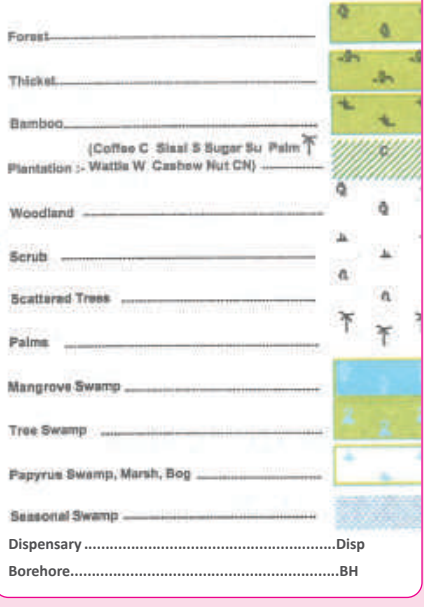 Forest
Thicket
Bamboo
(Coffee C Sisal S Sugar Su Palm
Plantation :- Wattle W Cashew Nut CN)
C
Woodland
Scrub
Scattered Trees
Palms
Mangrove Swamp
Tree Swamp
Papyrus Swamp, Marsh, Bog
Seasonal Swamp
Dispensary............................................................Disp
Borehore................................................................BH